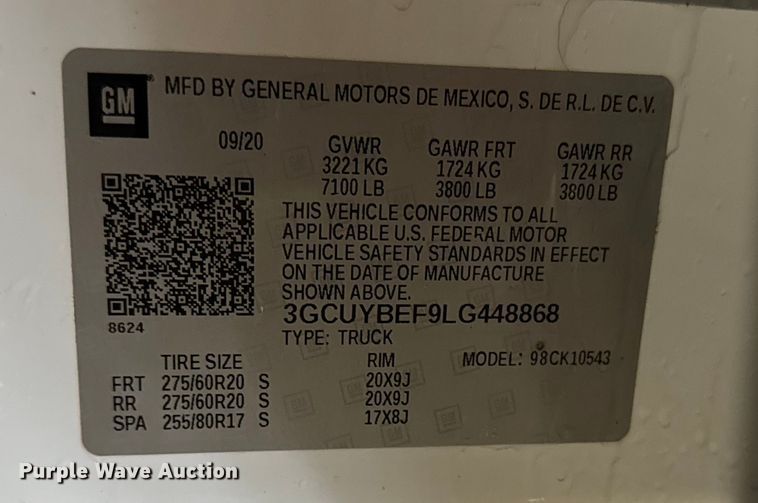 GM
MFD BY GENERAL MOTORS DE MEXICO, S. DE R.L. DE C.V.
09/20 GVWR GAWR FRT GAWR RR
3221 KG 1724 KG 1724 KG
7100 LB 3800 LB 3800 LB
THIS VEHICLE CONFORMS TO ALL
APPLICABLE U.S. FEDERAL MOTOR
VEHICLE SAFETY STANDARDS IN EFFECT
ON THE DATE OF MANUFACTURE
SHOWN ABOVE.
3GCUYBEF9LG448868
8624
TYPE: TRUCK
TIRE SIZE RIM MODEL: 98CK10543
FRT 275/60R20 S 20X9J
RR 275/60R20 S 20X9J
SPA 255/80R17 S 17X8J
Purple Wave Auction